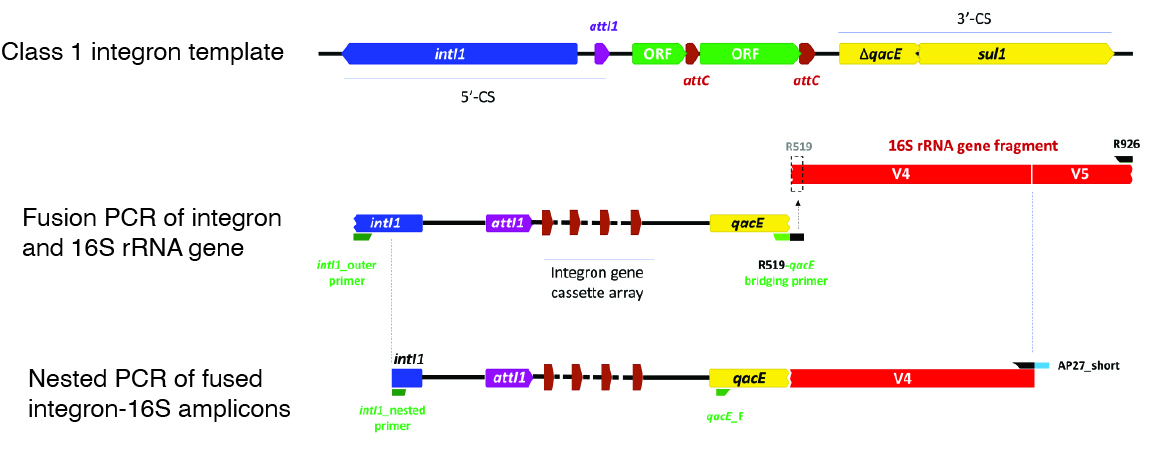 attI1
3′-CS
Class 1 integron template
intI1
ORF
ORF
ΔqacE
sul1
attC
attC
5′-CS
R519
16S rRNA gene fragment
R926
V4
V5
Fusion PCR of integron
and 16S rRNA gene
intI1
attI1
qacE
intI1_outer
primer
Integron gene
cassette array
R519-qacE
bridging primer
intI1
Nested PCR of fused
integron-16S amplicons
attI1
qacE
V4
AP27_short
intI1_nested
primer
qacE_F